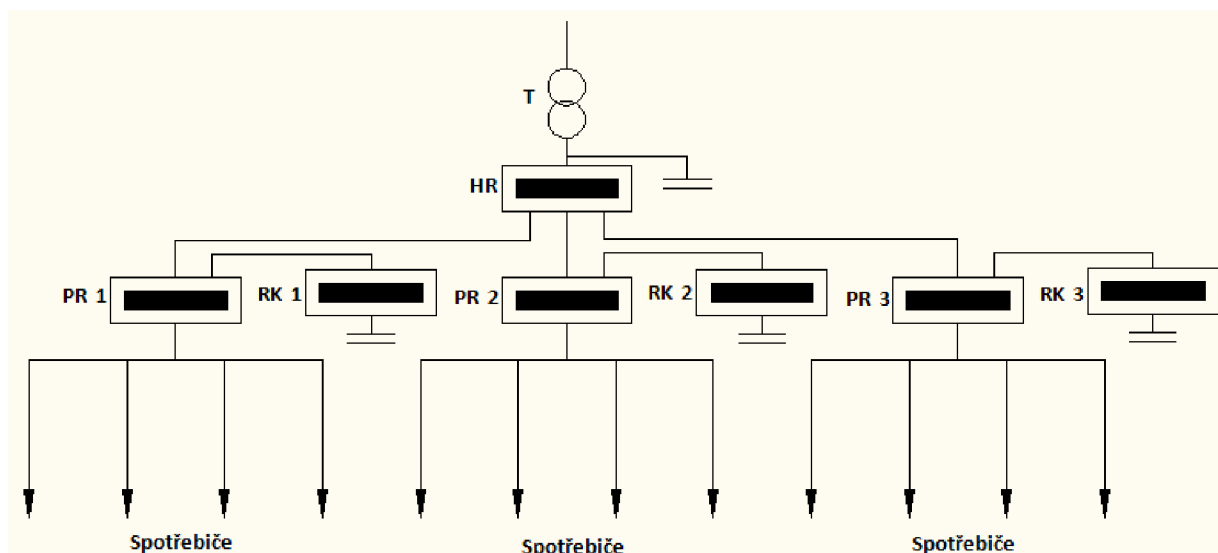 T
HR
PR 1
RK 1
PR 2
RK 2
PR 3
RK 3
Spotřebiče
Spotřebiče
Spotřebiče